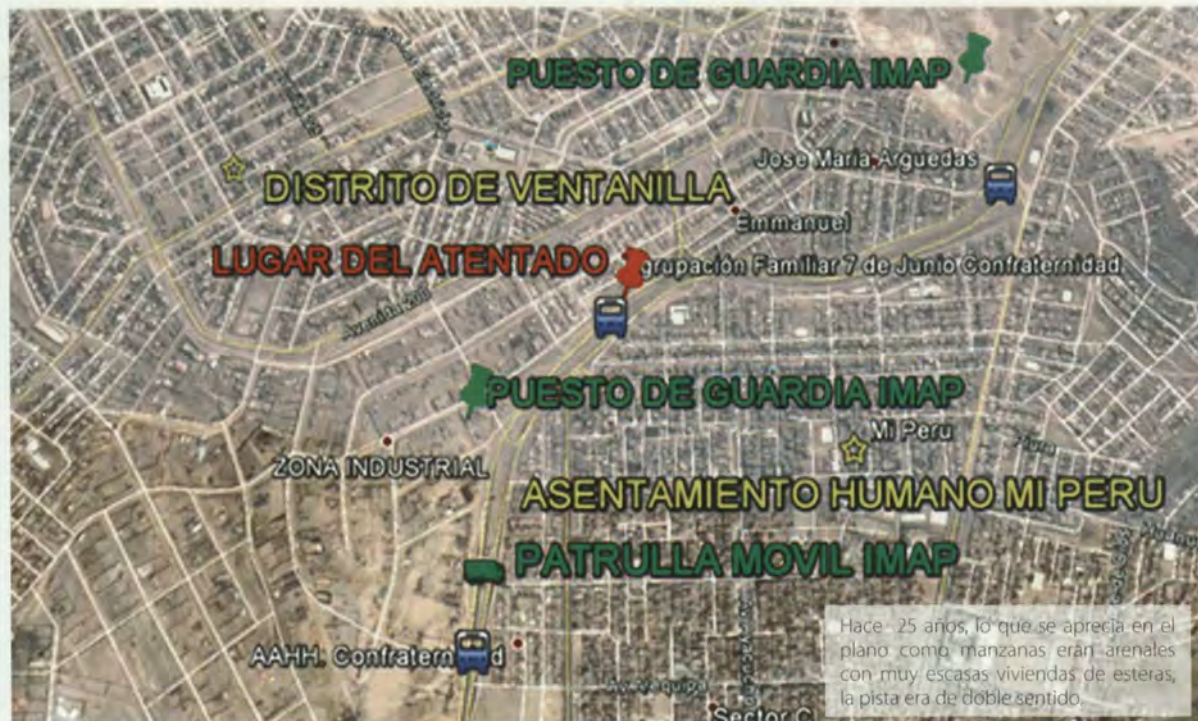 PUESTO DE GUARDIA IMAP
Jose Maria Arguedas
DISTRITO DE VENTANILLA
Emmanuel
LUGAR DEL ATENTADO
grupación Familiar 7 de Junio Confraternidad
Avenida 200
PUESTO DE GUARDIA IMAP
Mi Peru
ZONA INDUSTRIAL
ASENTAMIENTO HUMANO MI PERU
PATRULLA MOVIL IMAP
AAHH. Confratern d
Sector C
Hace 25 años, lo que se aprecia en el
plano como manzanas eran arenales
con muy escasas viviendas de esteras,
la pista era de doble sentido.